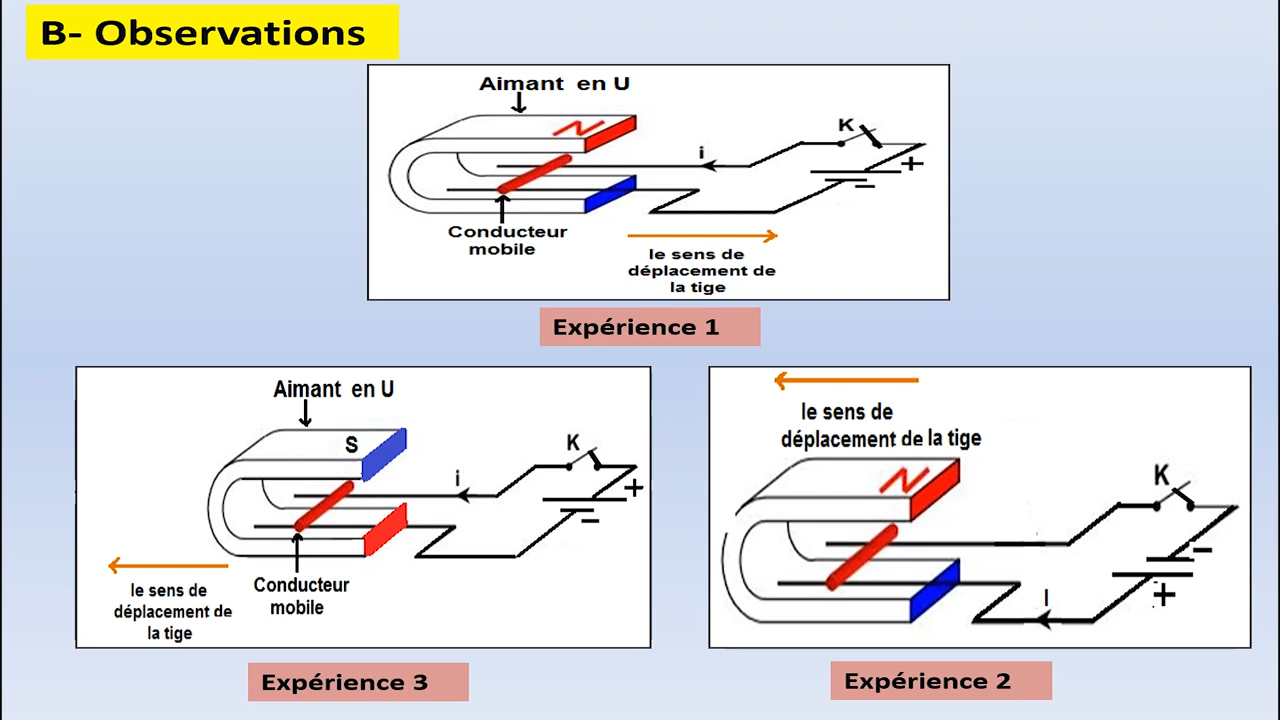 B- Observations
Aimant en U
N
K
i
+
-
Conducteur
mobile
le sens de
déplacement de
la tige
Expérience 1
Aimant en U
S
K
i
+
-
Conducteur
mobile
le sens de
déplacement de
la tige
Expérience 3
le sens de
déplacement de la tige
N
K
-
I
+
Expérience 2